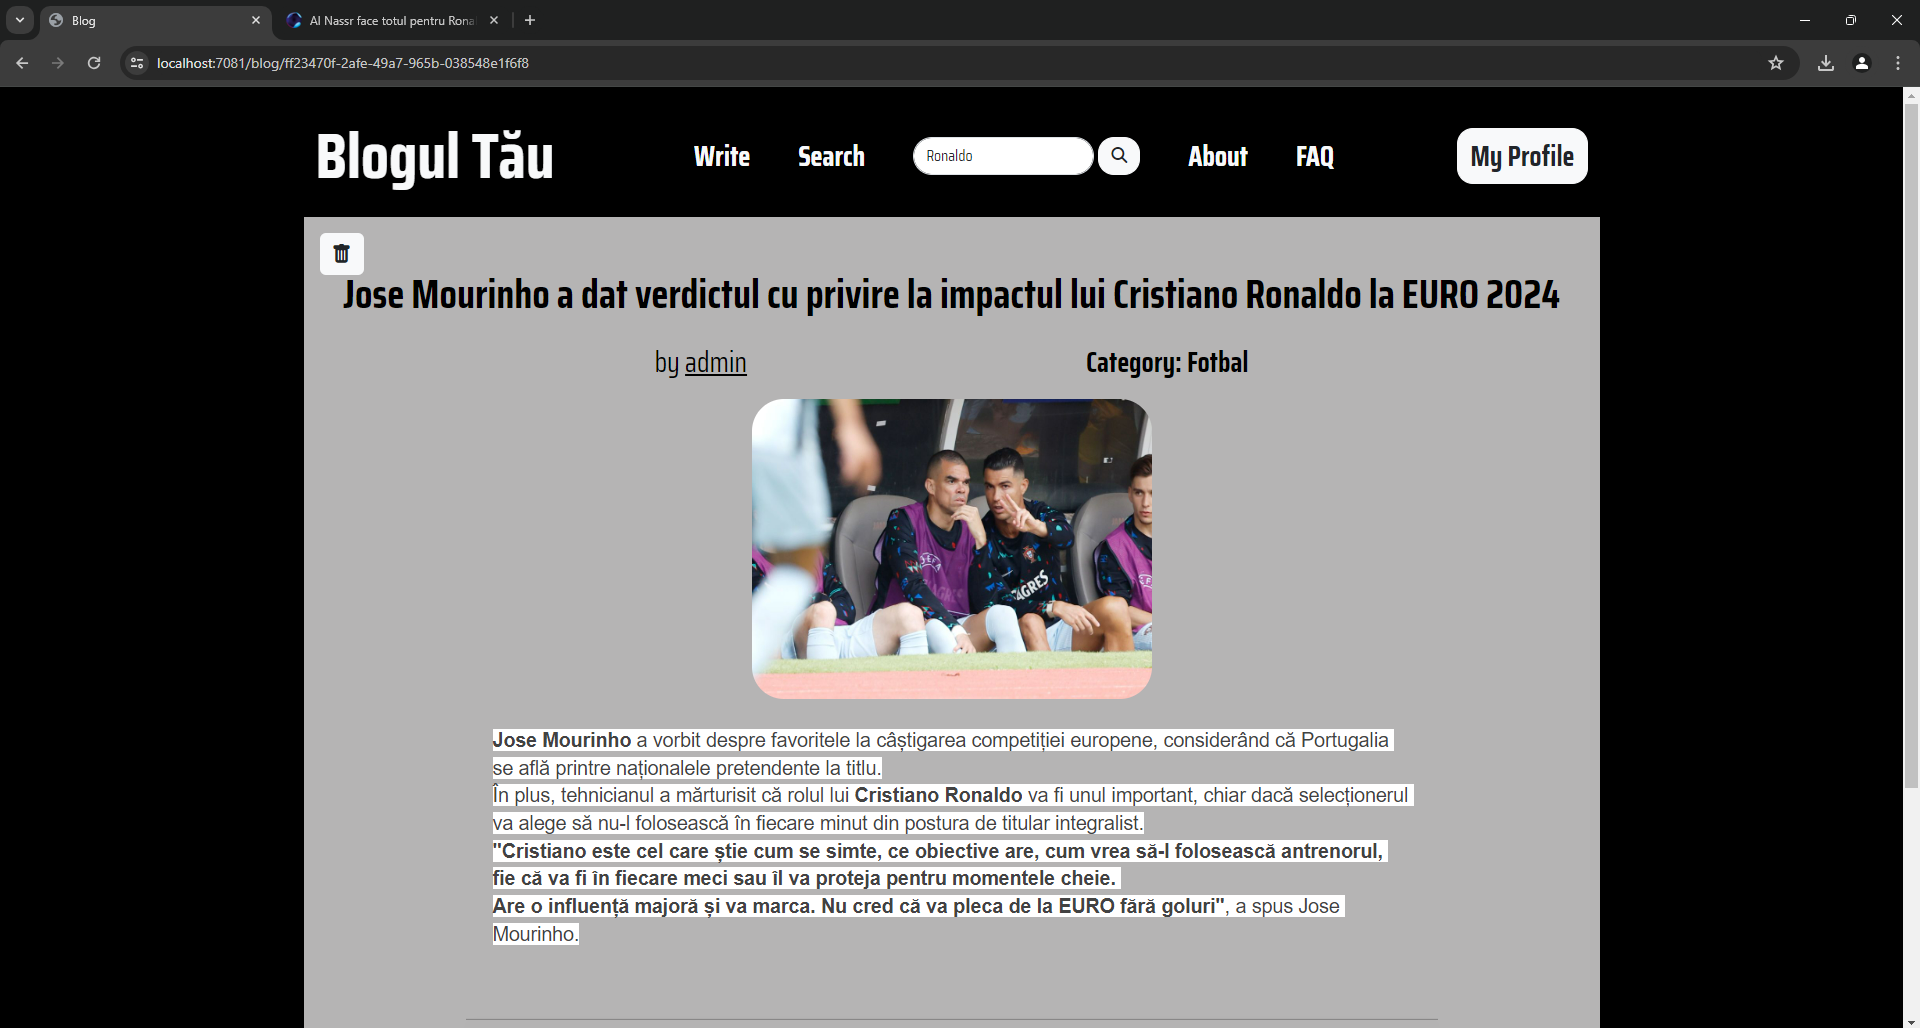 Blog
Al Nassr face totul pentru Rona
localhost:7081/blog/ff23470f-2afe-49a7-965b-038548e1f6f8
Blogul Tău
Write
Search
Ronaldo
About
FAQ
My Profile
Jose Mourinho a dat verdictul cu privire la impactul lui Cristiano Ronaldo la EURO 2024
by admin
Category: Fotbal
Jose Mourinho a vorbit despre favoritele la câștigarea competiției europene, considerând că Portugalia
se află printre naționalele pretendente la titlu.
În plus, tehnicianul a mărturisit că rolul lui Cristiano Ronaldo va fi unul important, chiar dacă selecționerul
va alege să nu-l folosească în fiecare minut din postura de titular integralist.
"Cristiano este cel care știe cum se simte, ce obiective are, cum vrea să-l folosească antrenorul,
fie că va fi în fiecare meci sau îl va proteja pentru momentele cheie.
Are o influență majoră și va marca. Nu cred că va pleca de la EURO fără goluri", a spus Jose
Mourinho.